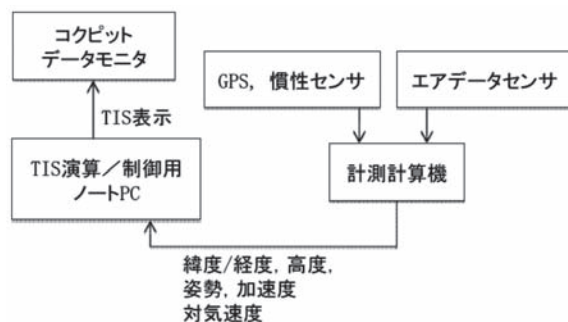 コクピット
データモニタ
GPS, 慣性センサ
エアデータセンサ
TIS表示
TIS演算／制御用
ノートPC
計測計算機
緯度/経度, 高度,
姿勢, 加速度
対気速度